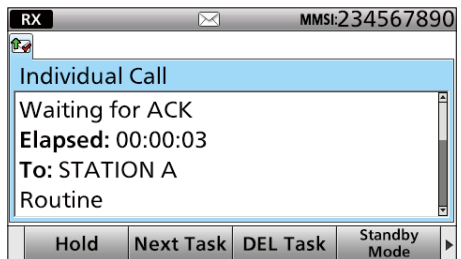 RX MMSI:234567890
Individual Call
Waiting for ACK
Elapsed: 00:00:03
To: STATION A
Routine
Hold Next Task DEL Task Standby Mode